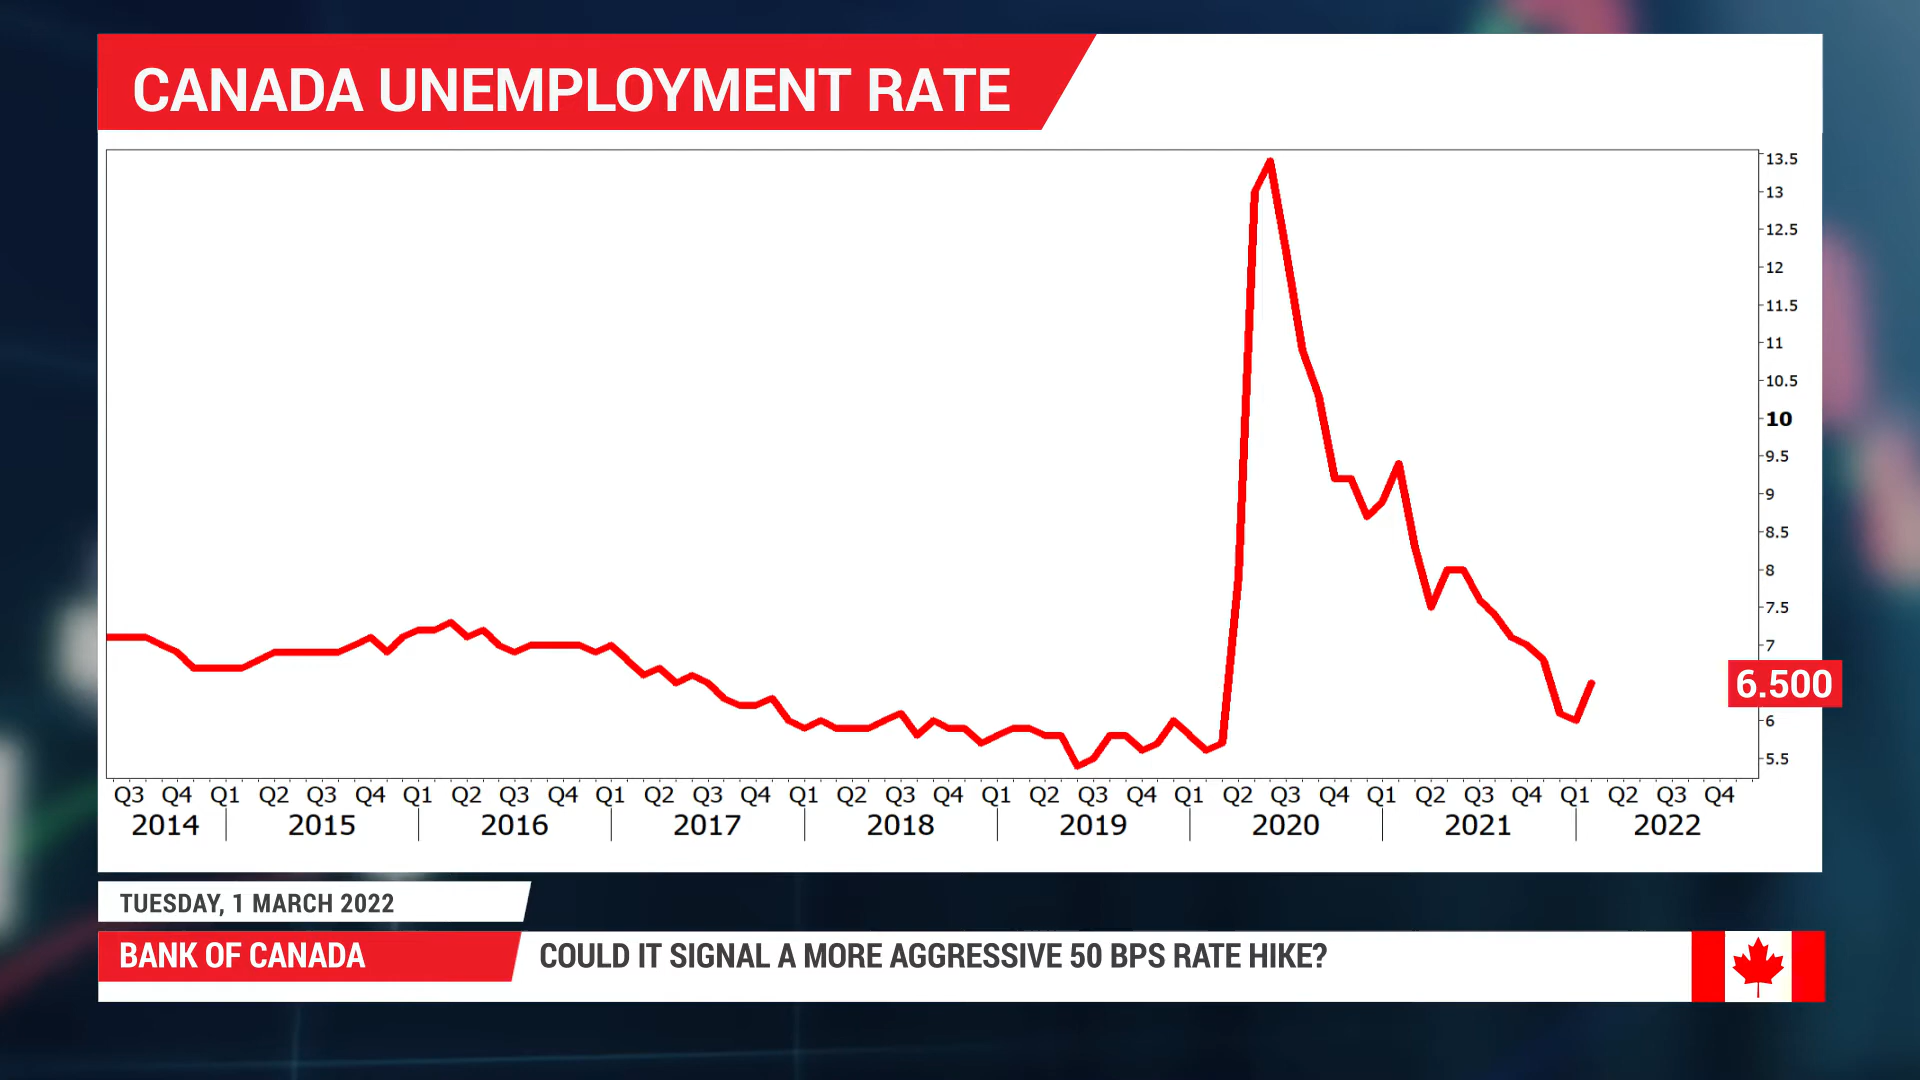 CANADA UNEMPLOYMENT RATE
13.5
13
12.5
12
11.5
11
10.5
10
9.5
9
8.5
8
7.5
7
6.500
6
5.5
Q3 Q4 Q1 Q2 Q3 Q4 Q1 Q2 Q3 Q4 Q1 Q2 Q3 Q4 Q1 Q2 Q3 Q4 Q1 Q2 Q3 Q4 Q1 Q2 Q3 Q4 Q1 Q2 Q3 Q4 Q1 Q2 Q3 Q4
2014 2015 2016 2017 2018 2019 2020 2021 2022
TUESDAY, 1 MARCH 2022
BANK OF CANADA
COULD IT SIGNAL A MORE AGGRESSIVE 50 BPS RATE HIKE?